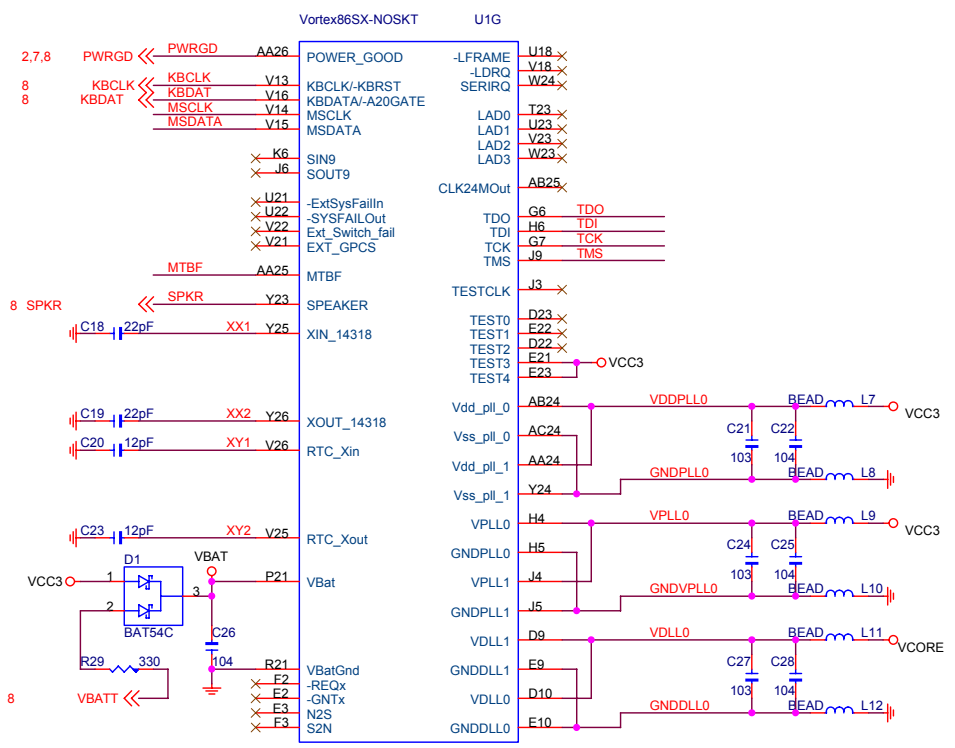 Vortex86SX-NOSKT U1G
2,7,8 PWRGD PWRGD AA26 POWER_GOOD
8 KBCLK KBCLK V13 KBCLK/-KBRST
8 KBDAT KBDAT V16 KBDATA/-A20GATE
MSCLK V14 MSCLK
MSDATA V15 MSDATA
K6 SIN9
J6 SOUT9
U21 -ExtSysFailIn
U22 -SYSFAILOut
V22 Ext_Switch_fail
V21 EXT_GPCS
MTBF AA25 MTBF
8 SPKR SPKR Y23 SPEAKER
C18 22pF XX1 Y25 XIN_14318
C19 22pF XX2 Y26 XOUT_14318
C20 12pF XY1 V26 RTC_Xin
C23 12pF XY2 V25 RTC_Xout
D1 VBAT
VCC3 1 3 P21 VBat
2
BAT54C C26
R29 330 104 R21 VBatGnd
8 VBATT
F2 -REQx
E2 -GNTx
E3 N2S
F3 S2N
-LFRAME U18
-LDRQ V18
SERIRQ W24
LAD0 T23
LAD1 U23
LAD2 V23
LAD3 W23
CLK24MOut AB25
TDO G6 TDO
TDI H6 TDI
TCK G7 TCK
TMS J9 TMS
TESTCLK J3
TEST0 D23
TEST1 E22
TEST2 D22
TEST3 E21 VCC3
TEST4 E23
Vdd_pll_0 AB24 VDDPLL0 BEAD L7 VCC3
Vss_pll_0 AC24 C21 C22
Vdd_pll_1 AA24 103 104
Vss_pll_1 Y24 GNDPLL0 BEAD L8
VPLL0 H4 VPLL0 BEAD L9 VCC3
GNDPLL0 H5 C24 C25
VPLL1 J4 103 104
GNDPLL1 J5 GNDVPLL0 BEAD L10
VDLL1 D9 VDLL0 BEAD L11 VCORE
GNDDLL1 E9 C27 C28
VDLL0 D10 103 104
GNDDLL0 E10 GNDDLL0 BEAD L12